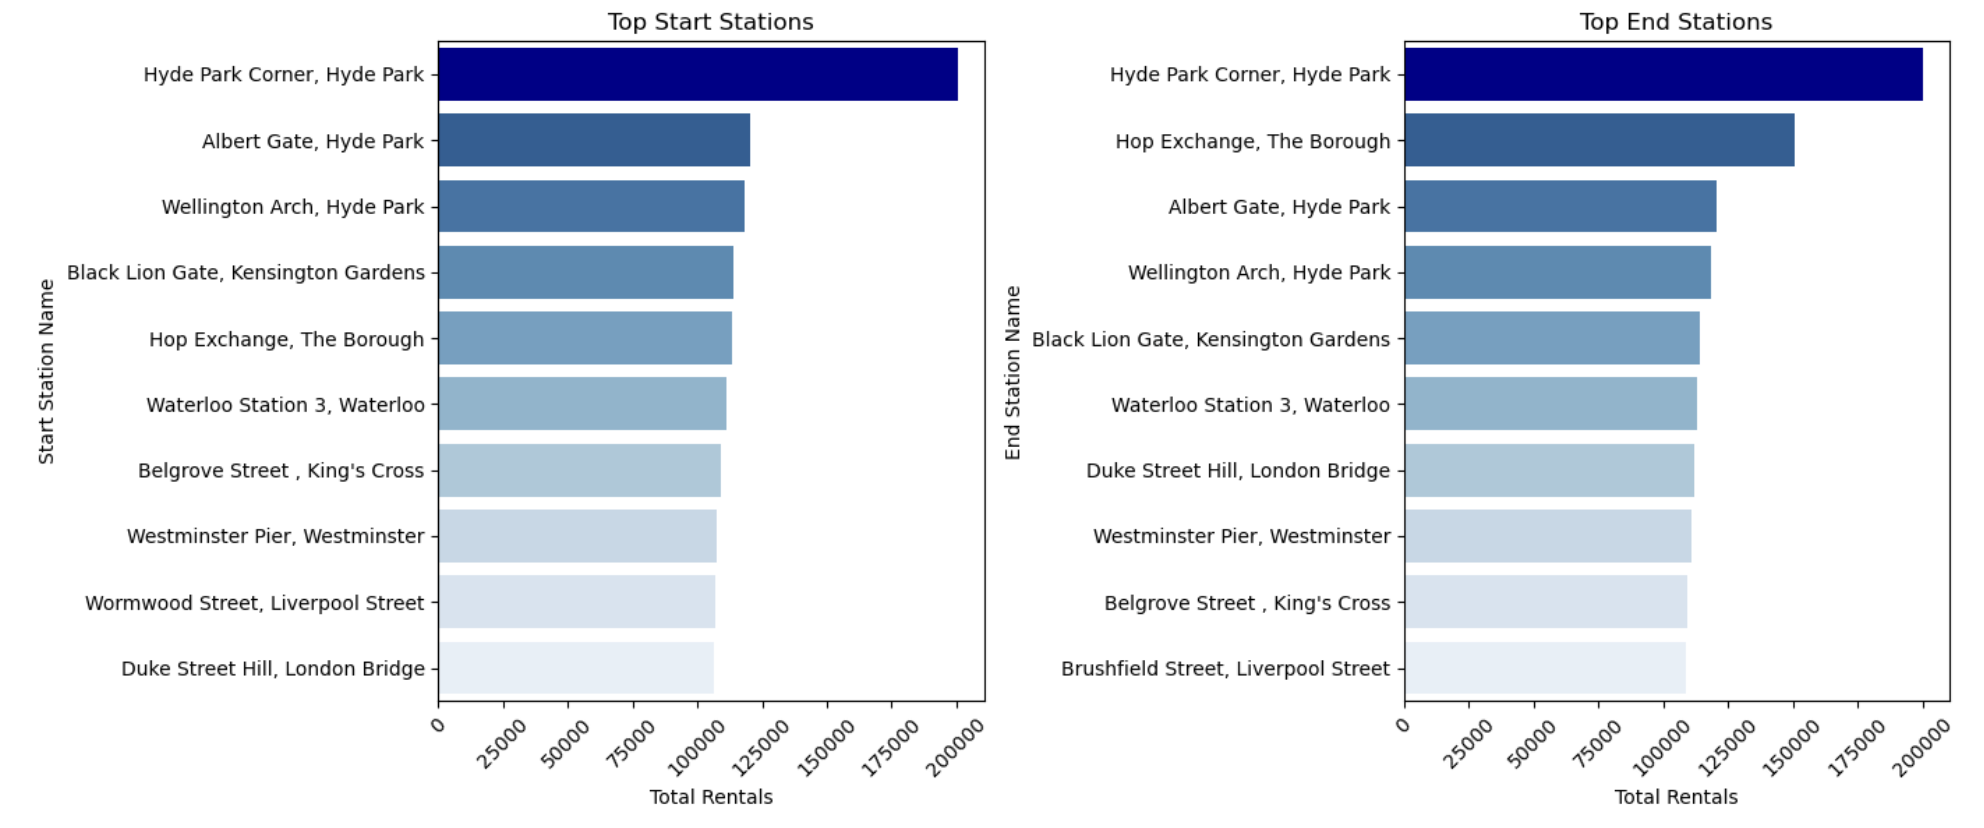 Top Start Stations
Start Station Name
Hyde Park Corner, Hyde Park
Albert Gate, Hyde Park
Wellington Arch, Hyde Park
Black Lion Gate, Kensington Gardens
Hop Exchange, The Borough
Waterloo Station 3, Waterloo
Belgrove Street , King's Cross
Westminster Pier, Westminster
Wormwood Street, Liverpool Street
Duke Street Hill, London Bridge
0 25000 50000 75000 100000 125000 150000 175000 200000
Total Rentals
Top End Stations
End Station Name
Hyde Park Corner, Hyde Park
Hop Exchange, The Borough
Albert Gate, Hyde Park
Wellington Arch, Hyde Park
Black Lion Gate, Kensington Gardens
Waterloo Station 3, Waterloo
Duke Street Hill, London Bridge
Westminster Pier, Westminster
Belgrove Street , King's Cross
Brushfield Street, Liverpool Street
0 25000 50000 75000 100000 125000 150000 175000 200000
Total Rentals